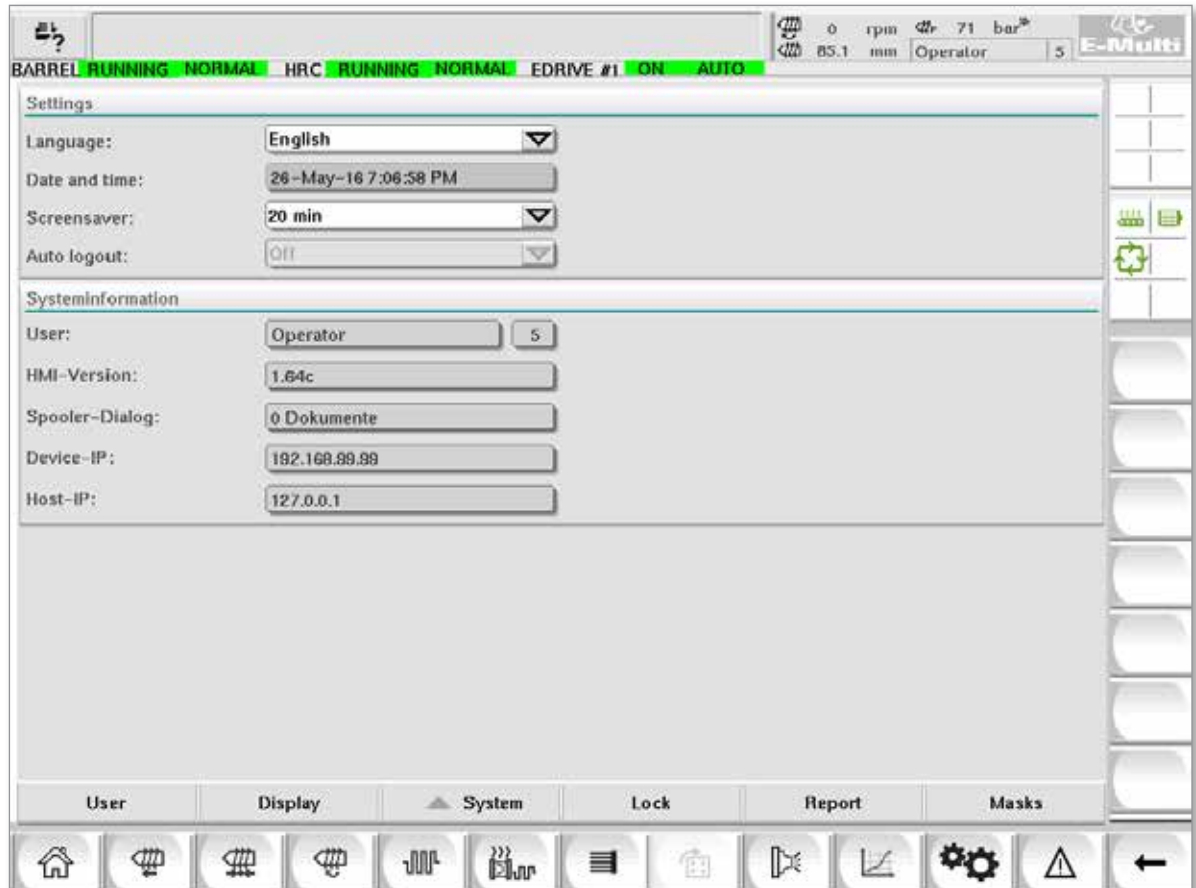 0 rpm 71 bar
85.1 mm Operator 5
E-Multi
BARREL RUNNING NORMAL HRC RUNNING NORMAL EDRIVE #1 ON AUTO
Settings
Language: English
Date and time: 26-May-16 7:06:58 PM
Screensaver: 20 min
Auto logout: Off
Systeminformation
User: Operator 5
HMI-Version: 1.64c
Spooler-Dialog: 0 Dokumente
Device-IP: 192.168.99.99
Host-IP: 127.0.0.1
User Display System Lock Report Masks